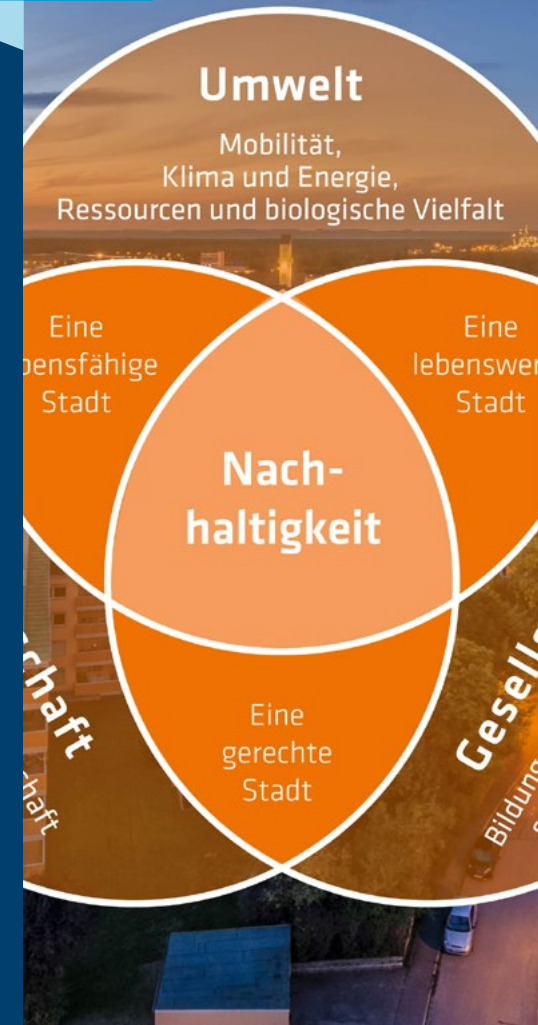 Umwelt
Mobilität,
Klima und Energie,
Ressourcen und biologische Vielfalt
Eine
Stadt
Eine
Stadt
Nach-
haltigkeit
Eine
gerechte
Stadt